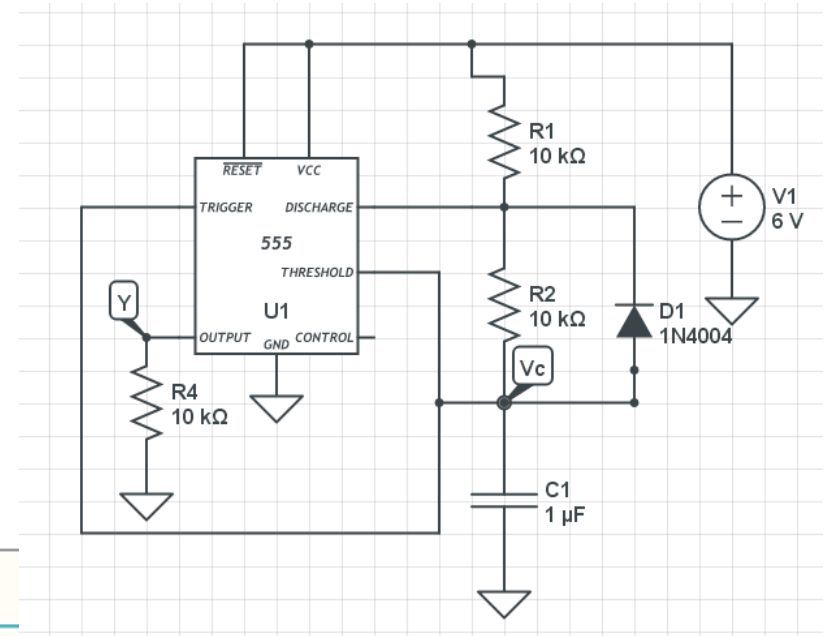 R1
10 kΩ
RESET
VCC
TRIGGER
DISCHARGE
V1
6 V
555
THRESHOLD
U1
R2
10 kΩ
D1
1N4004
Y
OUTPUT
GND
CONTROL
Vc
R4
10 kΩ
C1
1 µF